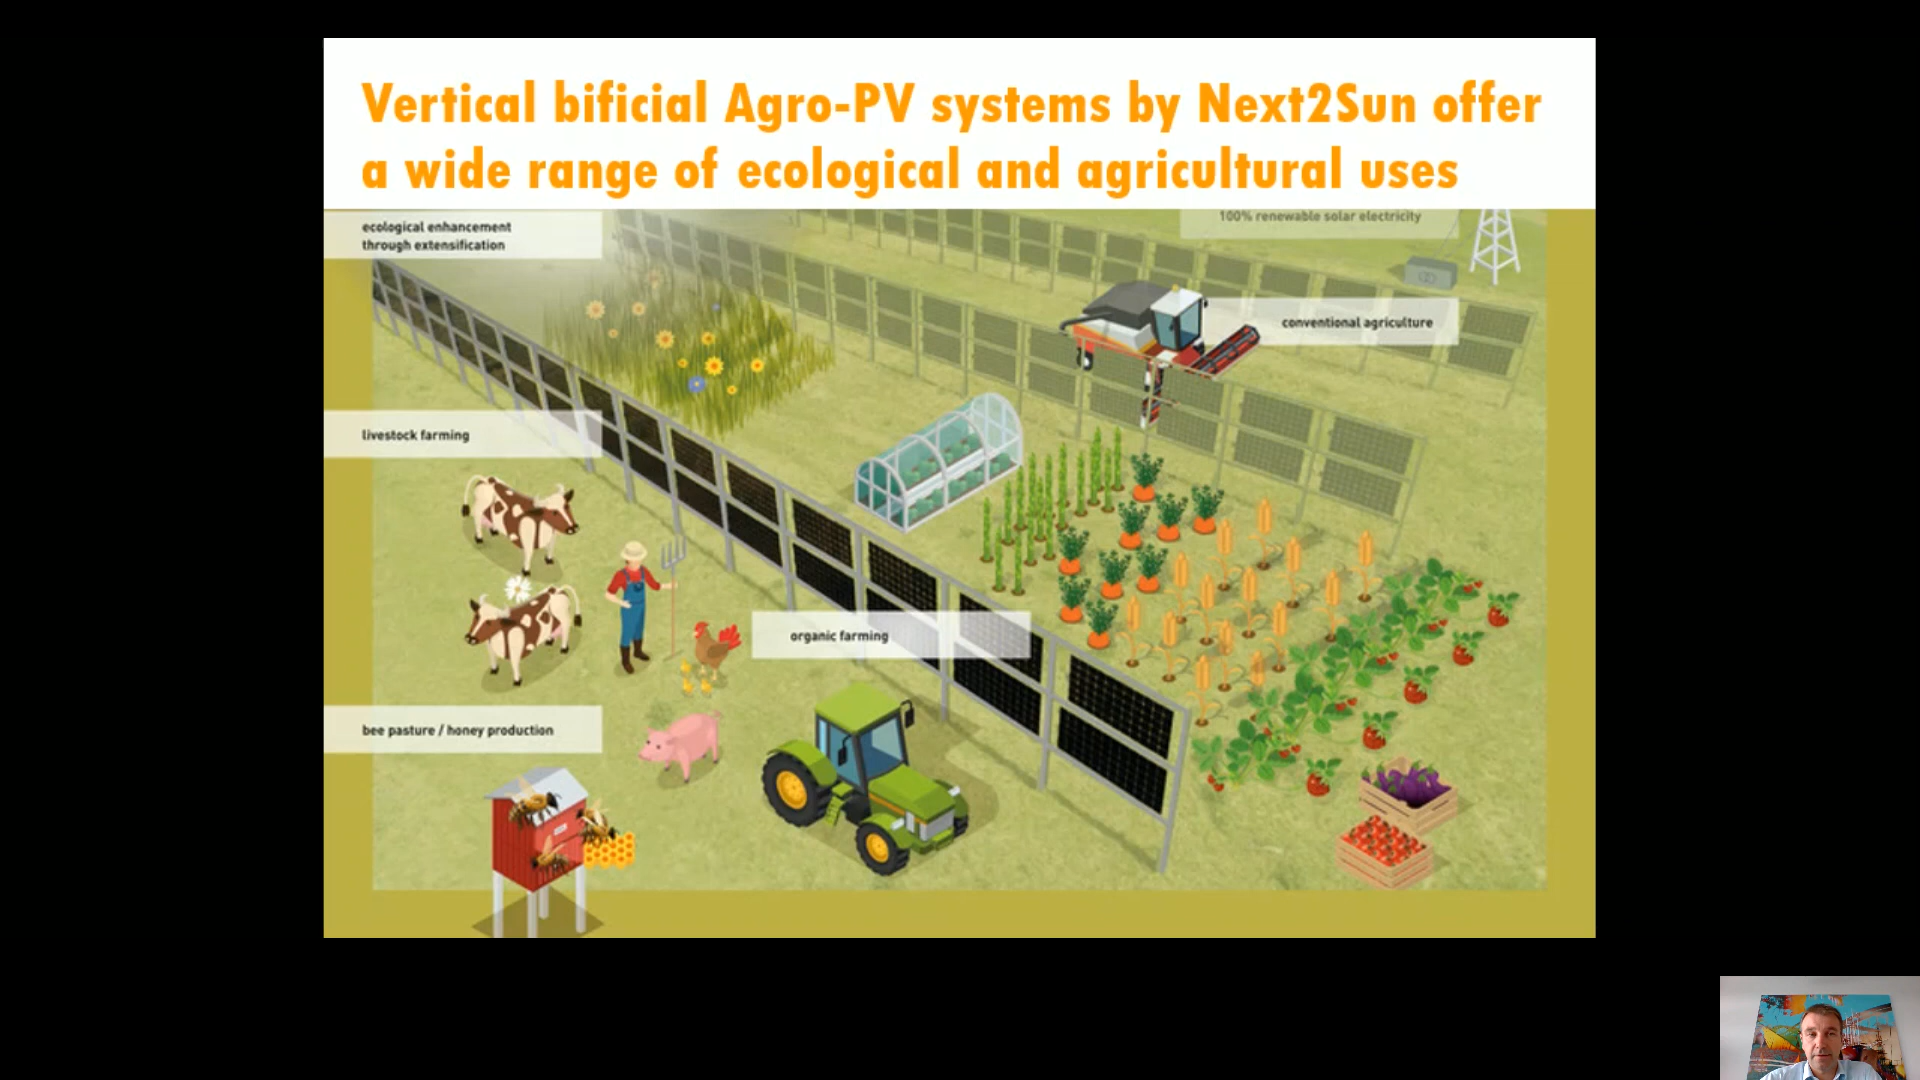 Vertical bificial Agro-PV systems by Next2Sun offer
a wide range of ecological and agricultural uses
ecological enhancement
through extensification
100% renewable solar electricity
conventional agriculture
livestock farming
organic farming
bee pasture / honey production